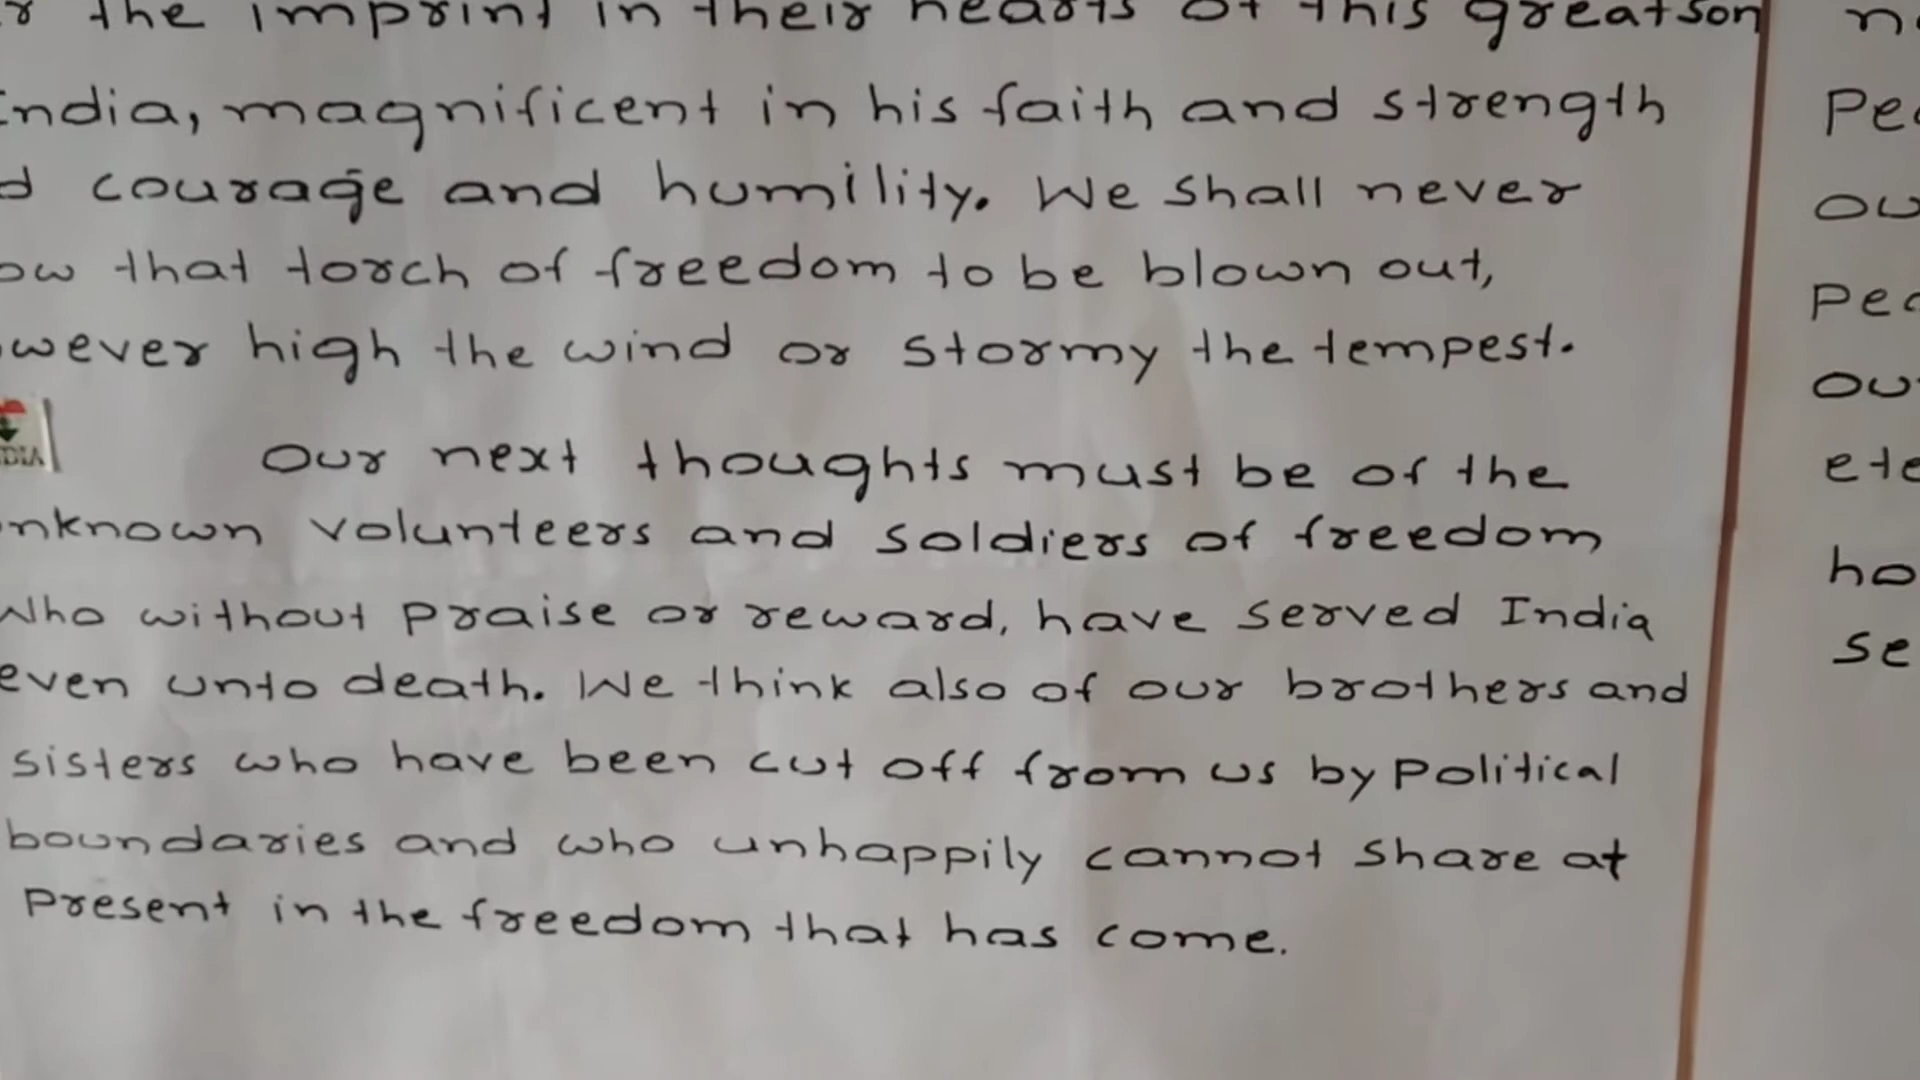 the imprint in their hearts of this great son
India, magnificent in his faith and strength
courage and humility. We shall never
that torch of freedom to be blown out,
high the wind or stormy the tempest.
Our next thoughts must be of the
volunteers and soldiers of freedom
Who without praise or reward, have served India
even unto death. We think also of our brothers and
sisters who have been cut off from us by political
boundaries and who unhappily cannot share at
Present in the freedom that has come.